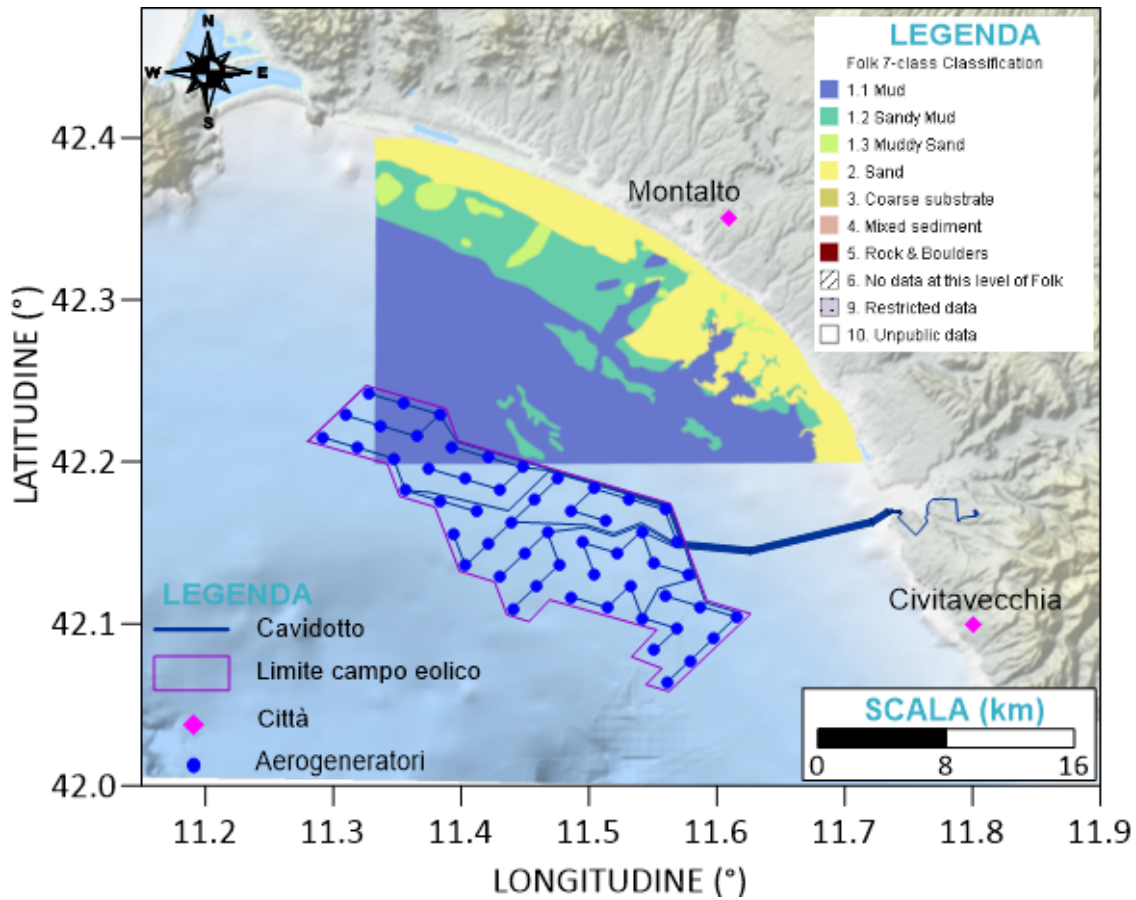 N
W
E
S
LEGENDA
Folk 7-class Classification
1.1 Mud
1.2 Sandy Mud
1.3 Muddy Sand
2. Sand
3. Coarse substrate
4. Mixed sediment
5. Rock & Boulders
6. No data at this level of Folk
9. Restricted data
10. Unpublic data
Montalto
Civitavecchia
LEGENDA
Cavidotto
Limite campo eolico
Città
Aerogeneratori
SCALA (km)
0 8 16
42.4
42.3
42.2
42.1
42.0
LATITUDINE (°)
11.2 11.3 11.4 11.5 11.6 11.7 11.8 11.9
LONGITUDINE (°)